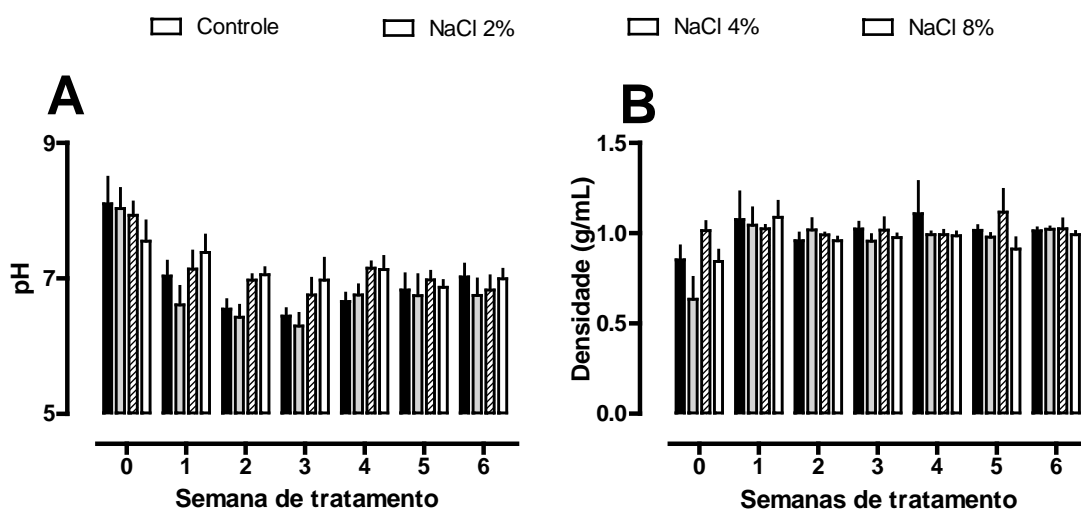 Controle NaCl 2% NaCl 4% NaCl 8%
A
pH
9
7
5
0 1 2 3 4 5 6
Semana de tratamento
B
Densidade (g/mL)
1.5
1.0
0.5
0.0
0 1 2 3 4 5 6
Semanas de tratamento